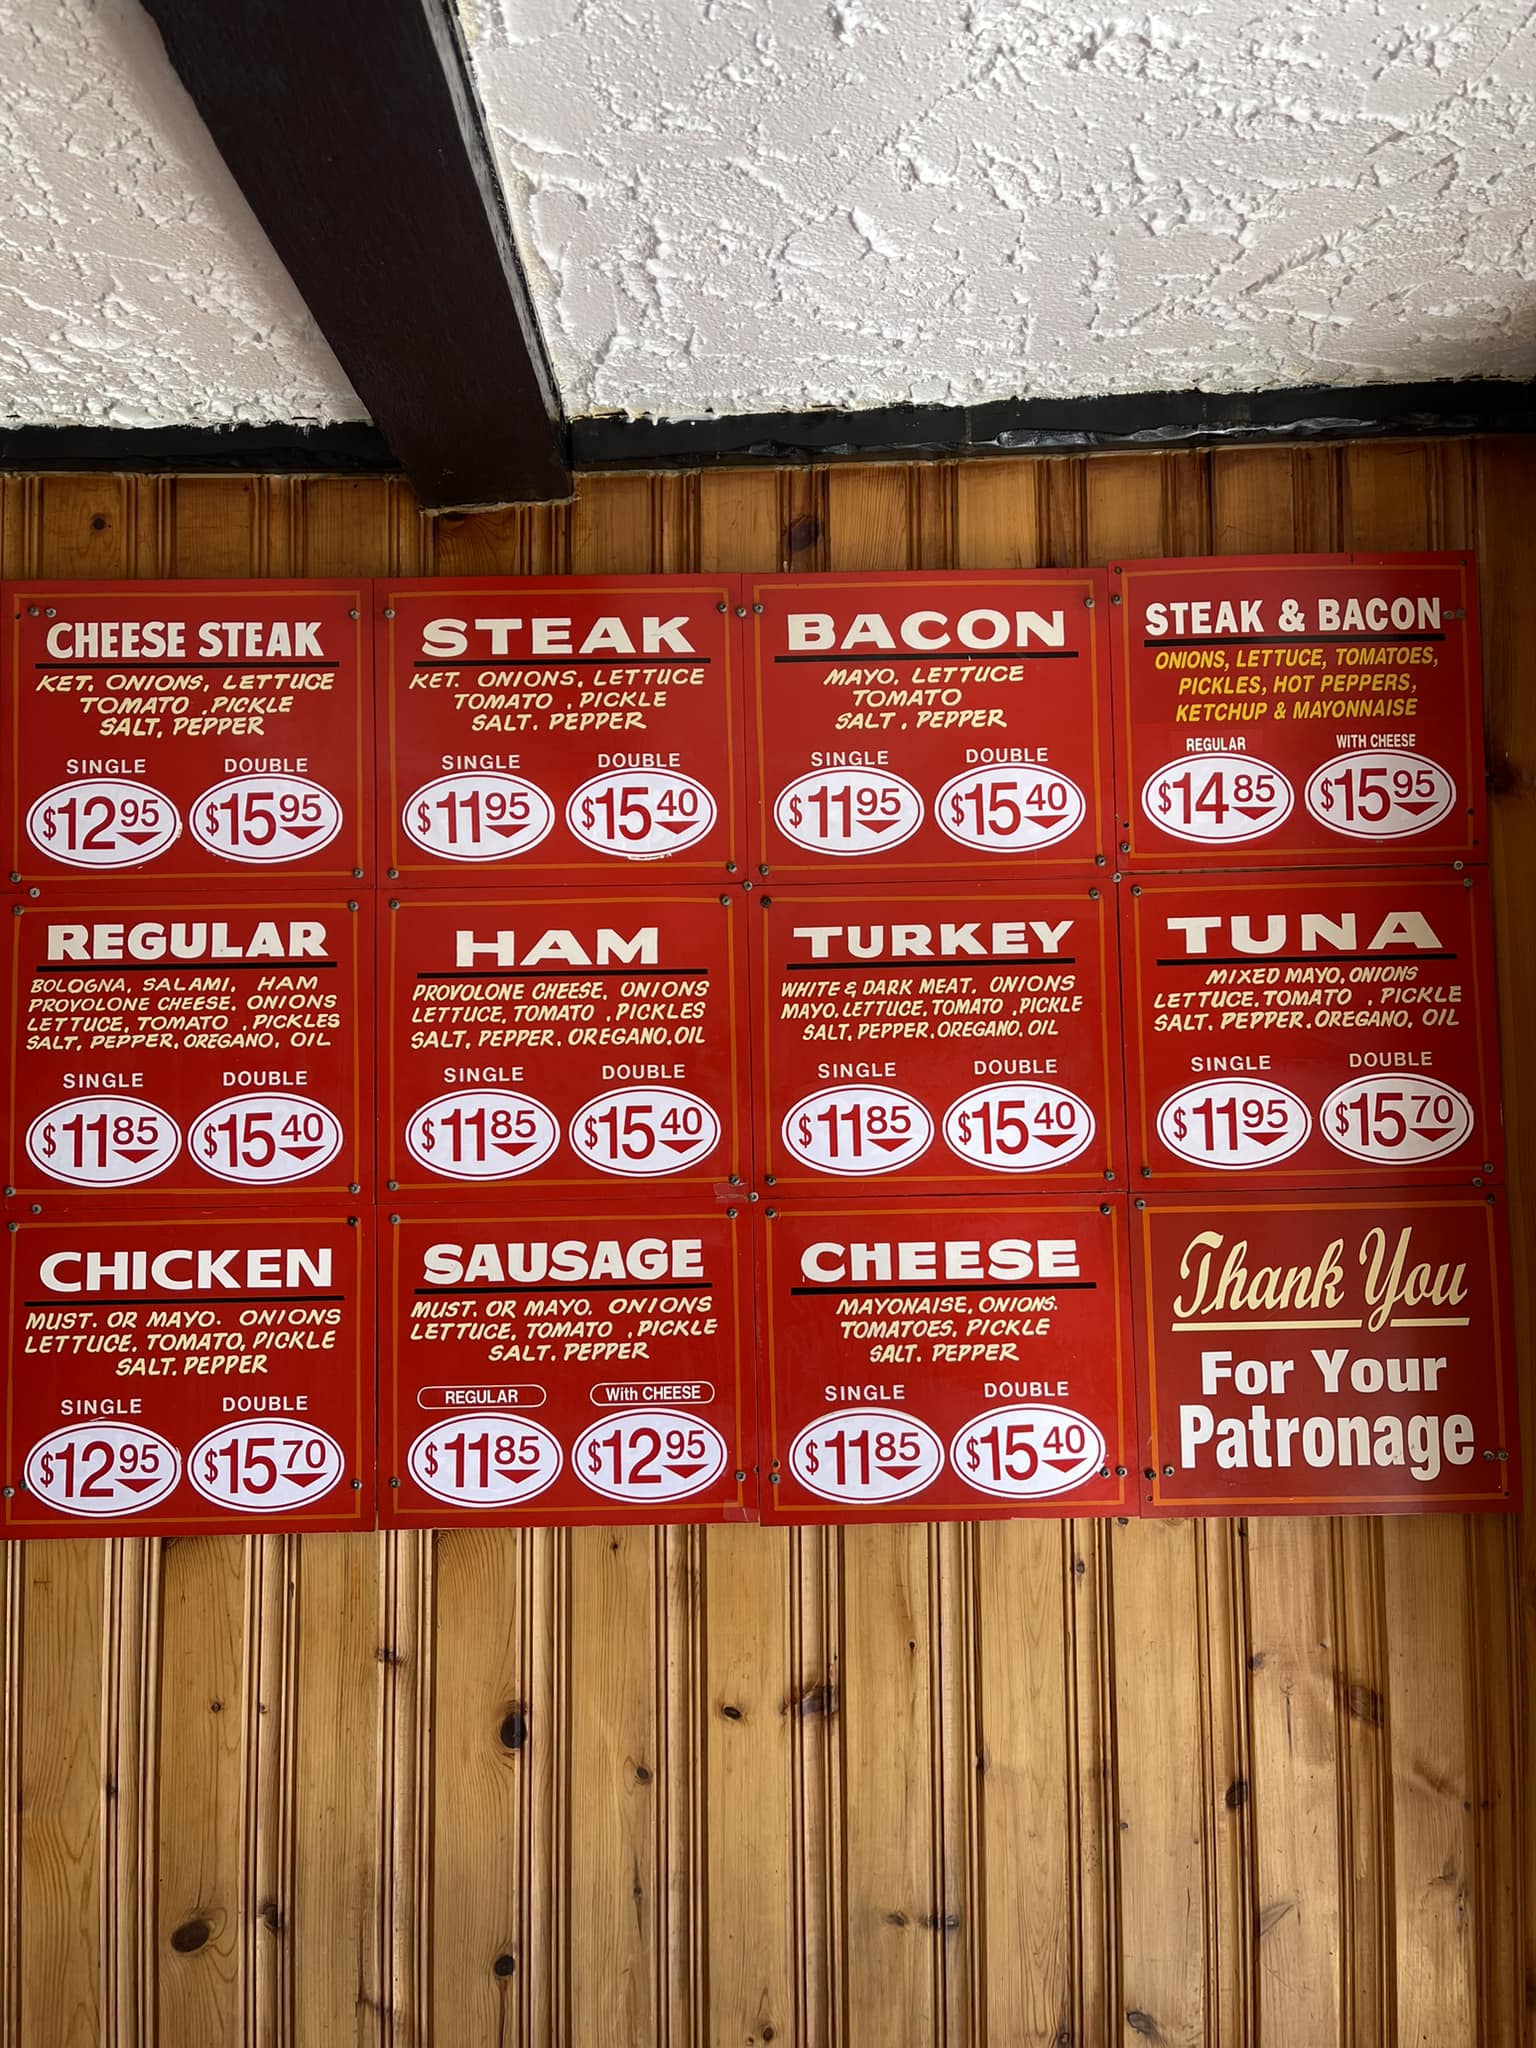 CHEESE STEAK
KET. ONIONS, LETTUCE
TOMATO , PICKLE
SALT, PEPPER
SINGLE DOUBLE
$12 95 $15 95
STEAK
KET. ONIONS, LETTUCE
TOMATO , PICKLE
SALT. PEPPER
SINGLE DOUBLE
$11 95 $15 40
BACON
MAYO, LETTUCE
TOMATO
SALT , PEPPER
SINGLE DOUBLE
$11 95 $15 40
STEAK & BACON
ONIONS, LETTUCE, TOMATOES,
PICKLES, HOT PEPPERS,
KETCHUP & MAYONNAISE
REGULAR WITH CHEESE
$14 85 $15 95
REGULAR
BOLOGNA, SALAMI, HAM
PROVOLONE CHEESE, ONIONS
LETTUCE, TOMATO , PICKLES
SALT, PEPPER, OREGANO, OIL
SINGLE DOUBLE
$11 85 $15 40
HAM
PROVOLONE CHEESE, ONIONS
LETTUCE, TOMATO , PICKLES
SALT, PEPPER, OREGANO, OIL
SINGLE DOUBLE
$11 85 $15 40
TURKEY
WHITE & DARK MEAT. ONIONS
MAYO, LETTUCE, TOMATO , PICKLE
SALT, PEPPER, OREGANO, OIL
SINGLE DOUBLE
$11 85 $15 40
TUNA
MIXED MAYO, ONIONS
LETTUCE, TOMATO , PICKLE
SALT. PEPPER. OREGANO, OIL
SINGLE DOUBLE
$11 95 $15 70
CHICKEN
MUST. OR MAYO. ONIONS
LETTUCE, TOMATO, PICKLE
SALT. PEPPER
SINGLE DOUBLE
$12 95 $15 70
SAUSAGE
MUST. OR MAYO. ONIONS
LETTUCE, TOMATO , PICKLE
SALT. PEPPER
REGULAR With CHEESE
$11 85 $12 95
CHEESE
MAYONAISE, ONIONS.
TOMATOES, PICKLE
SALT. PEPPER
SINGLE DOUBLE
$11 85 $15 40
Thank You
For Your
Patronage